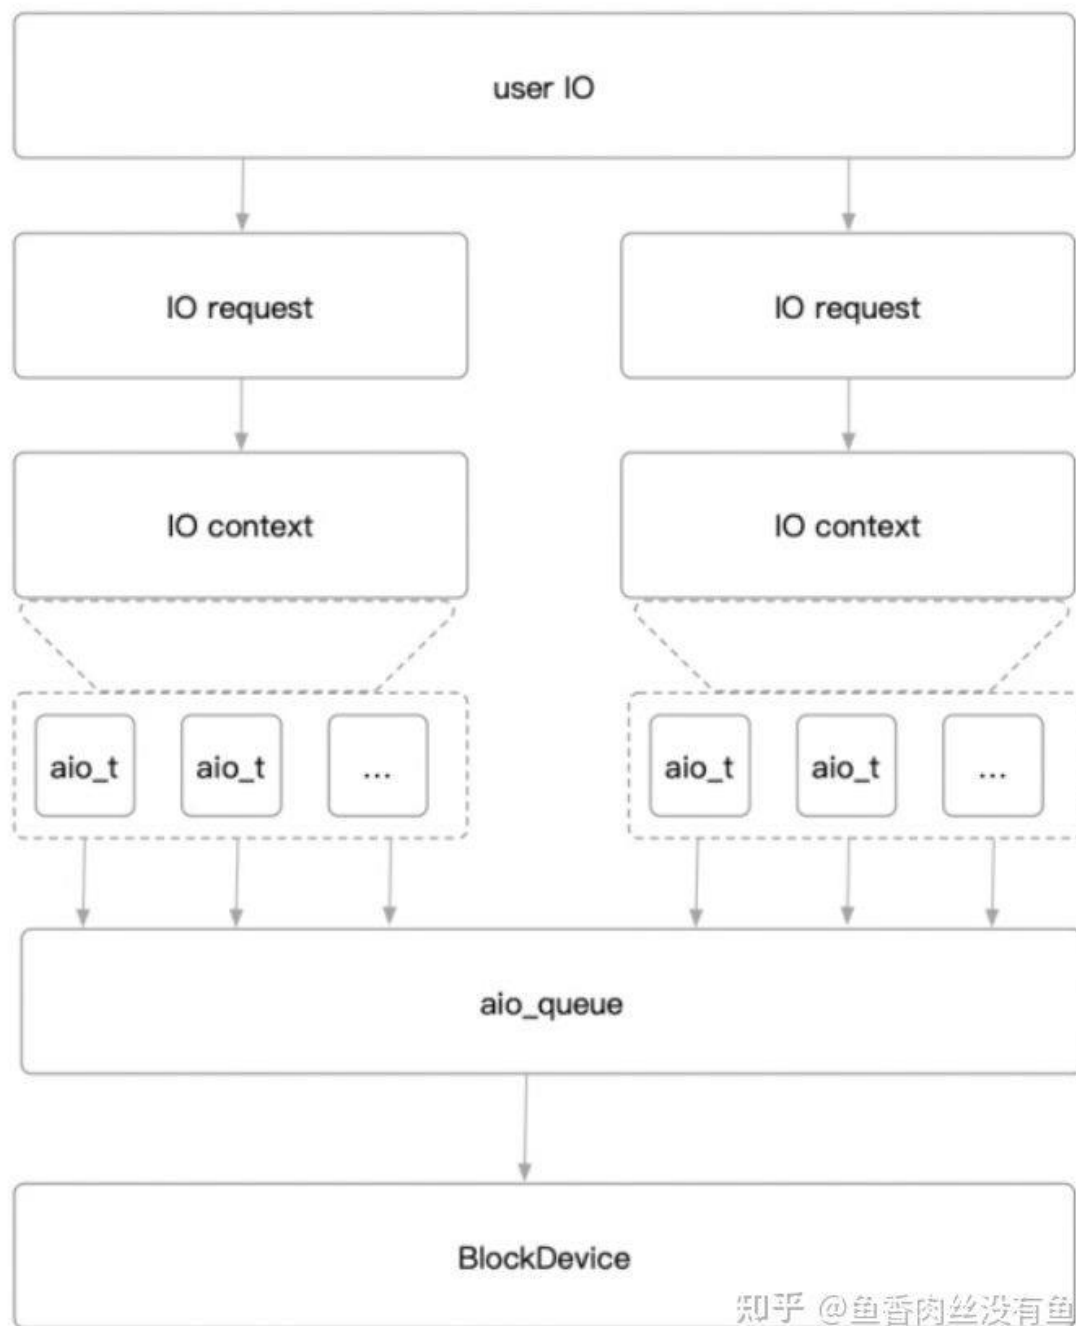 user IO
IO request
IO request
IO context
IO context
aio_t aio_t ... aio_t aio_t ...
aio_queue
BlockDevice
知乎 @鱼香肉丝没有鱼